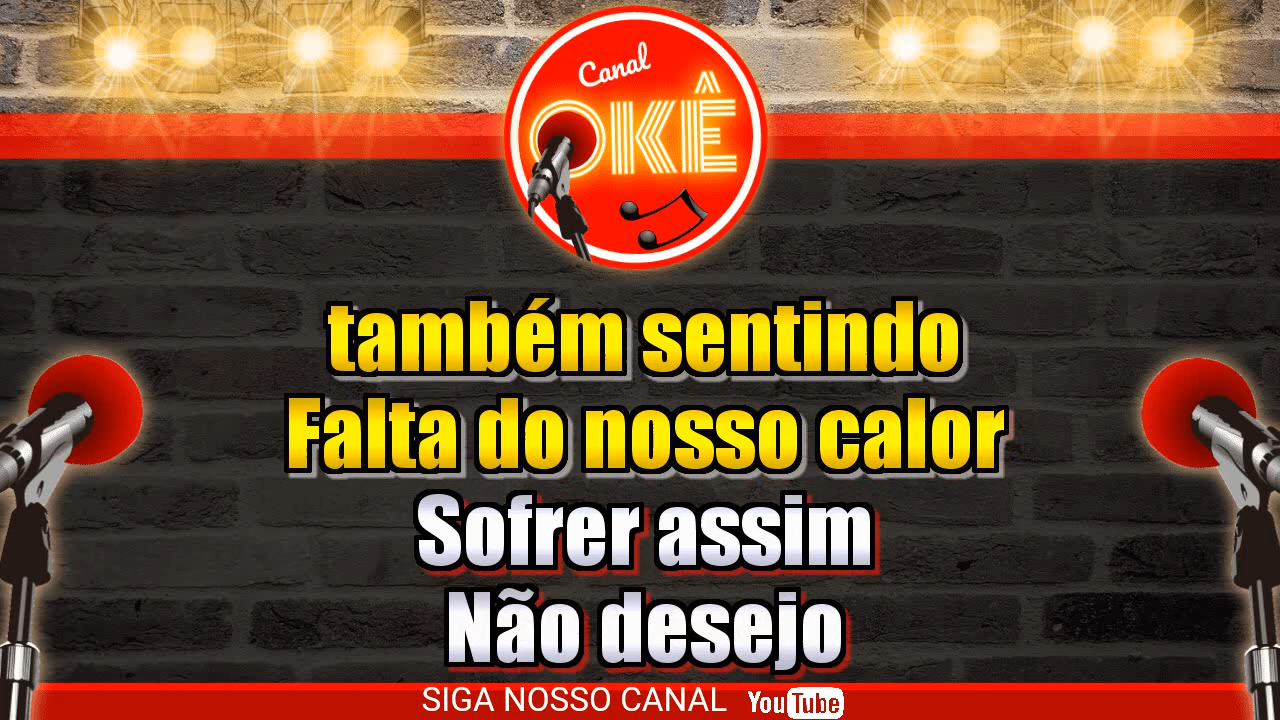 Canal
OKÊ
também sentindo
Falta do nosso calor
Sofrer assim
Não desejo
SIGA NOSSO CANAL YouTube